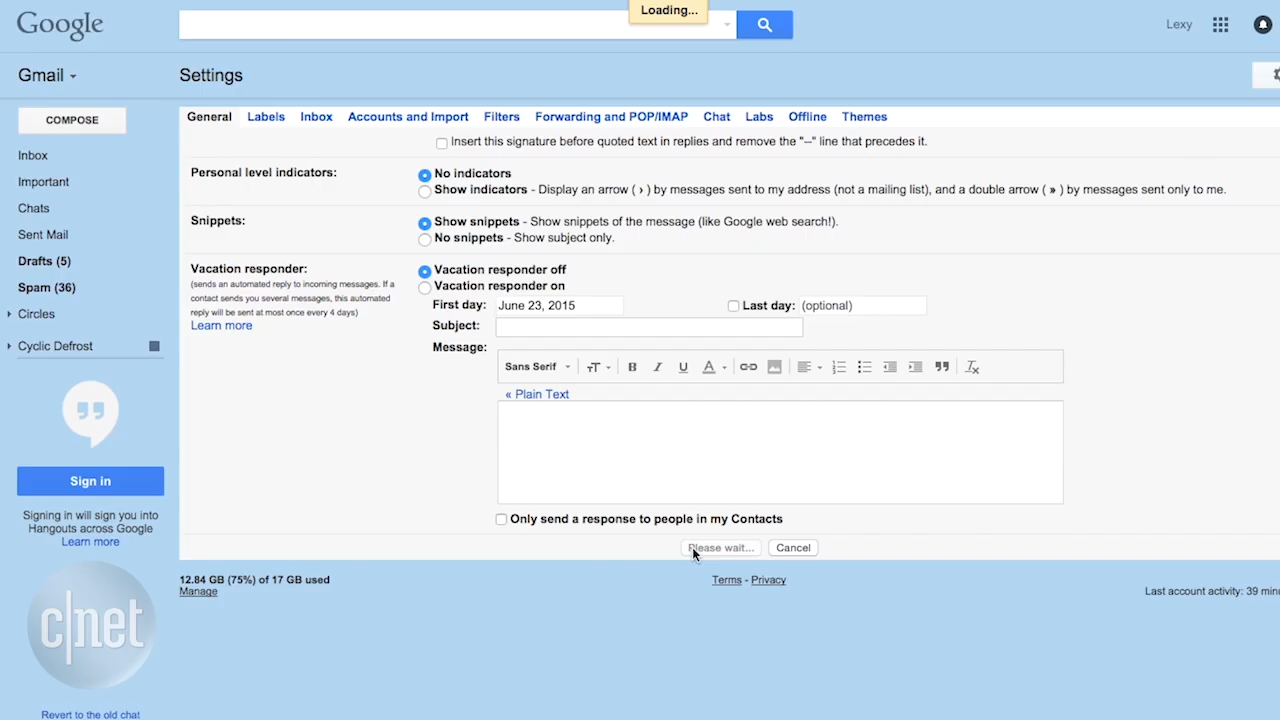 Loading...
Google
Lexy
Gmail
Settings
COMPOSE
General Labels Inbox Accounts and Import Filters Forwarding and POP/IMAP Chat Labs Offline Themes
Insert this signature before quoted text in replies and remove the "--" line that precedes it.
Inbox
Important
Chats
Sent Mail
Drafts (5)
Spam (36)
Circles
Cyclic Defrost
Personal level indicators:
No indicators
Show indicators - Display an arrow ( › ) by messages sent to my address (not a mailing list), and a double arrow ( » ) by messages sent only to me.
Snippets:
Show snippets - Show snippets of the message (like Google web search!).
No snippets - Show subject only.
Vacation responder:
(sends an automated reply to incoming messages. If a
contact sends you several messages, this automated
reply will be sent at most once every 4 days)
Learn more
Vacation responder off
Vacation responder on
First day: June 23, 2015 Last day: (optional)
Subject:
Message:
Sans Serif
« Plain Text
Only send a response to people in my Contacts
Please wait... Cancel
Sign in
Signing in will sign you into
Hangouts across Google
Learn more
12.84 GB (75%) of 17 GB used
Manage
Terms - Privacy
Last account activity: 39
c|net
Revert to the old chat